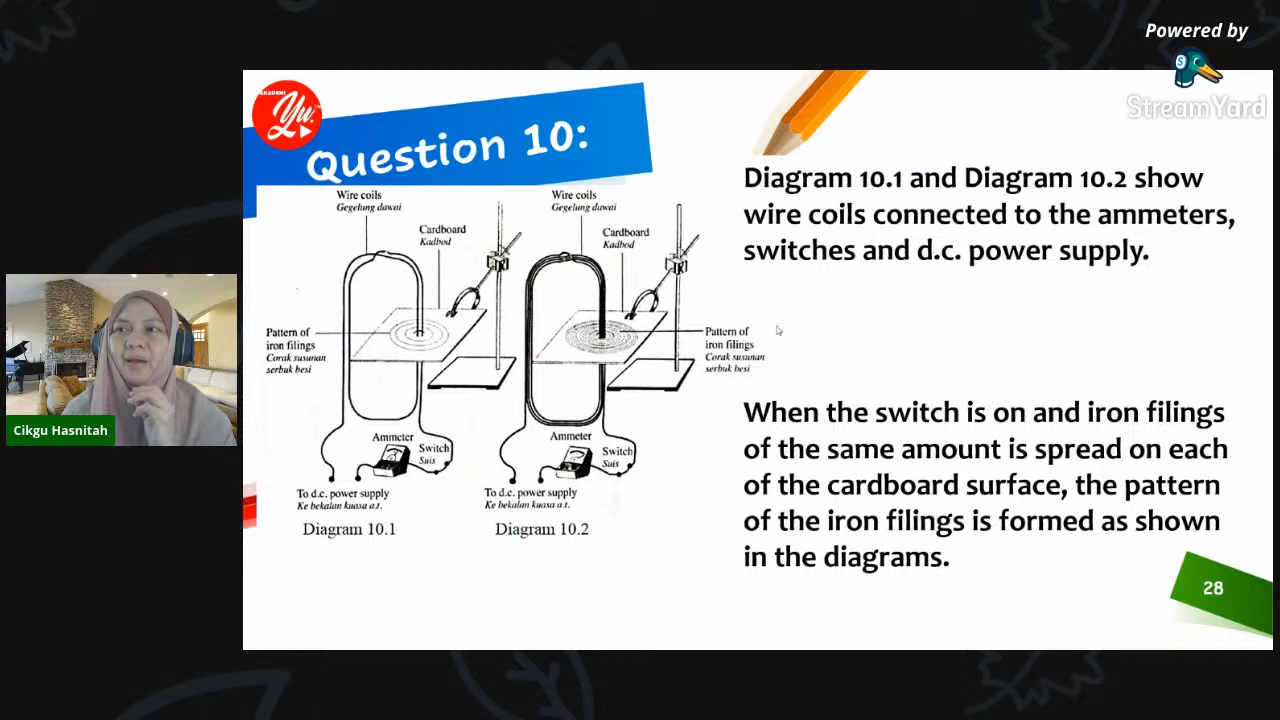 Powered by
StreamYard
AKADEMI
Yu.
Question 10:
Wire coils
Gegelung dawai
Cardboard
Kadbod
Pattern of
iron filings
Corak susunan
serbuk besi
Ammeter
Switch
Suis
To d.c. power supply
Ke bekalan kuasa a.t.
Diagram 10.1
Wire coils
Gegelung dawai
Cardboard
Kadbod
Pattern of
iron filings
Corak susunan
serbuk besi
Ammeter
Switch
Suis
To d.c. power supply
Ke bekalan kuasa a.t.
Diagram 10.2
Diagram 10.1 and Diagram 10.2 show
wire coils connected to the ammeters,
switches and d.c. power supply.
When the switch is on and iron filings
of the same amount is spread on each
of the cardboard surface, the pattern
of the iron filings is formed as shown
in the diagrams.
28
Cikgu Hasnitah